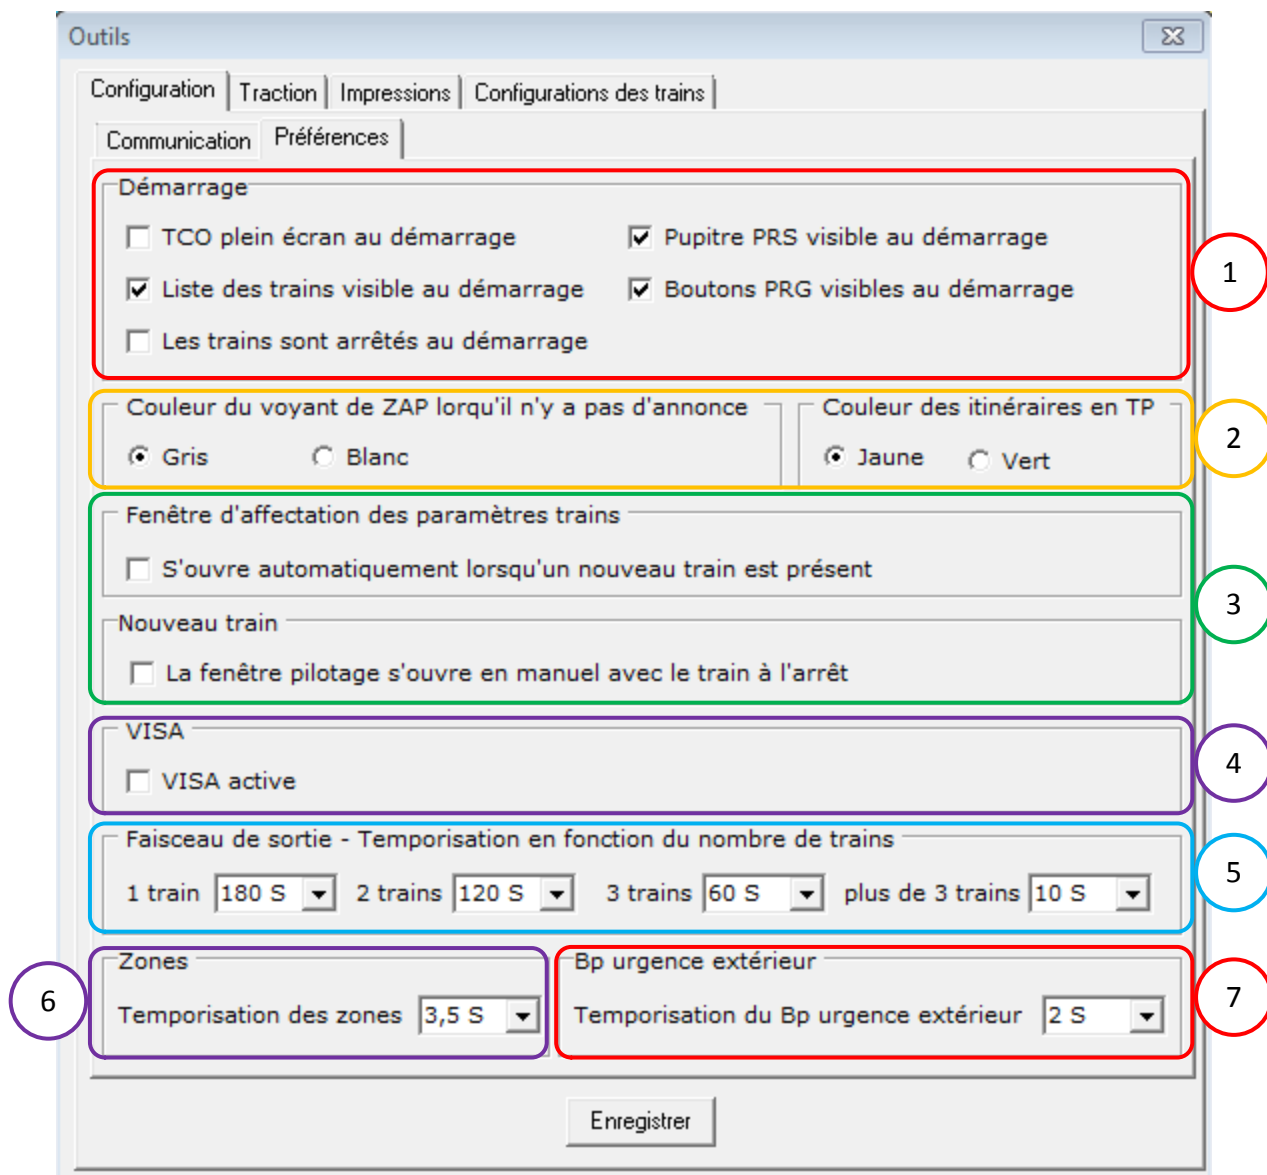 Outils
Configuration Traction Impressions Configurations des trains
Communication Préférences
Démarrage
TCO plein écran au démarrage Pupitre PRS visible au démarrage
1
Liste des trains visible au démarrage Boutons PRG visibles au démarrage
Les trains sont arrêtés au démarrage
Couleur du voyant de ZAP lorqu'il n'y a pas d'annonce Couleur des itinéraires en TP
2
Gris Blanc Jaune Vert
Fenêtre d'affectation des paramètres trains
S'ouvre automatiquement lorsqu'un nouveau train est présent
3
Nouveau train
La fenêtre pilotage s'ouvre en manuel avec le train à l'arrêt
VISA
4
VISA active
Faisceau de sortie - Temporisation en fonction du nombre de trains
5
1 train 180 S 2 trains 120 S 3 trains 60 S plus de 3 trains 10 S
Zones Bp urgence extérieur
6 7
Temporisation des zones 3,5 S Temporisation du Bp urgence extérieur 2 S
Enregistrer